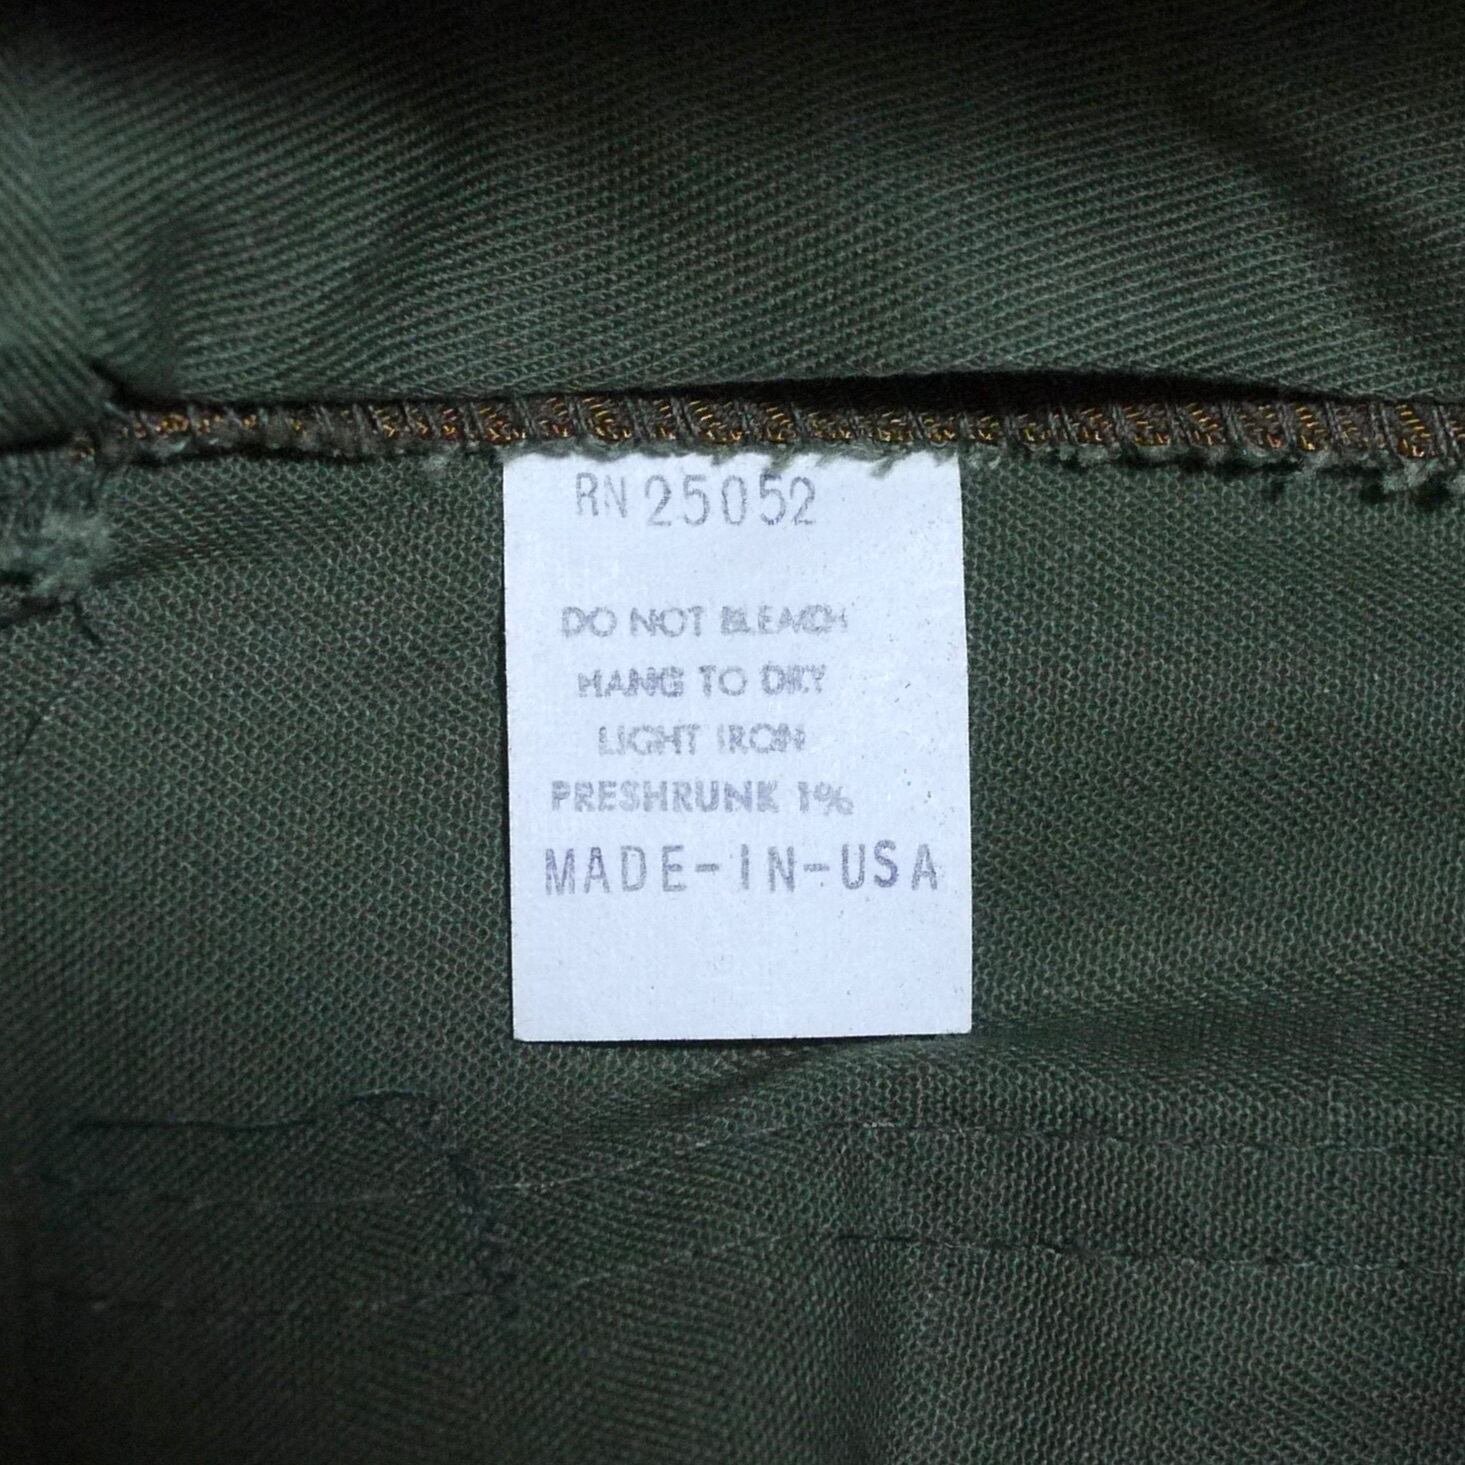 RN 25052
DO NOT BLEACH
HANG TO DRY
LIGHT IRON
PRESHRUNK 1%
MADE-IN-USA